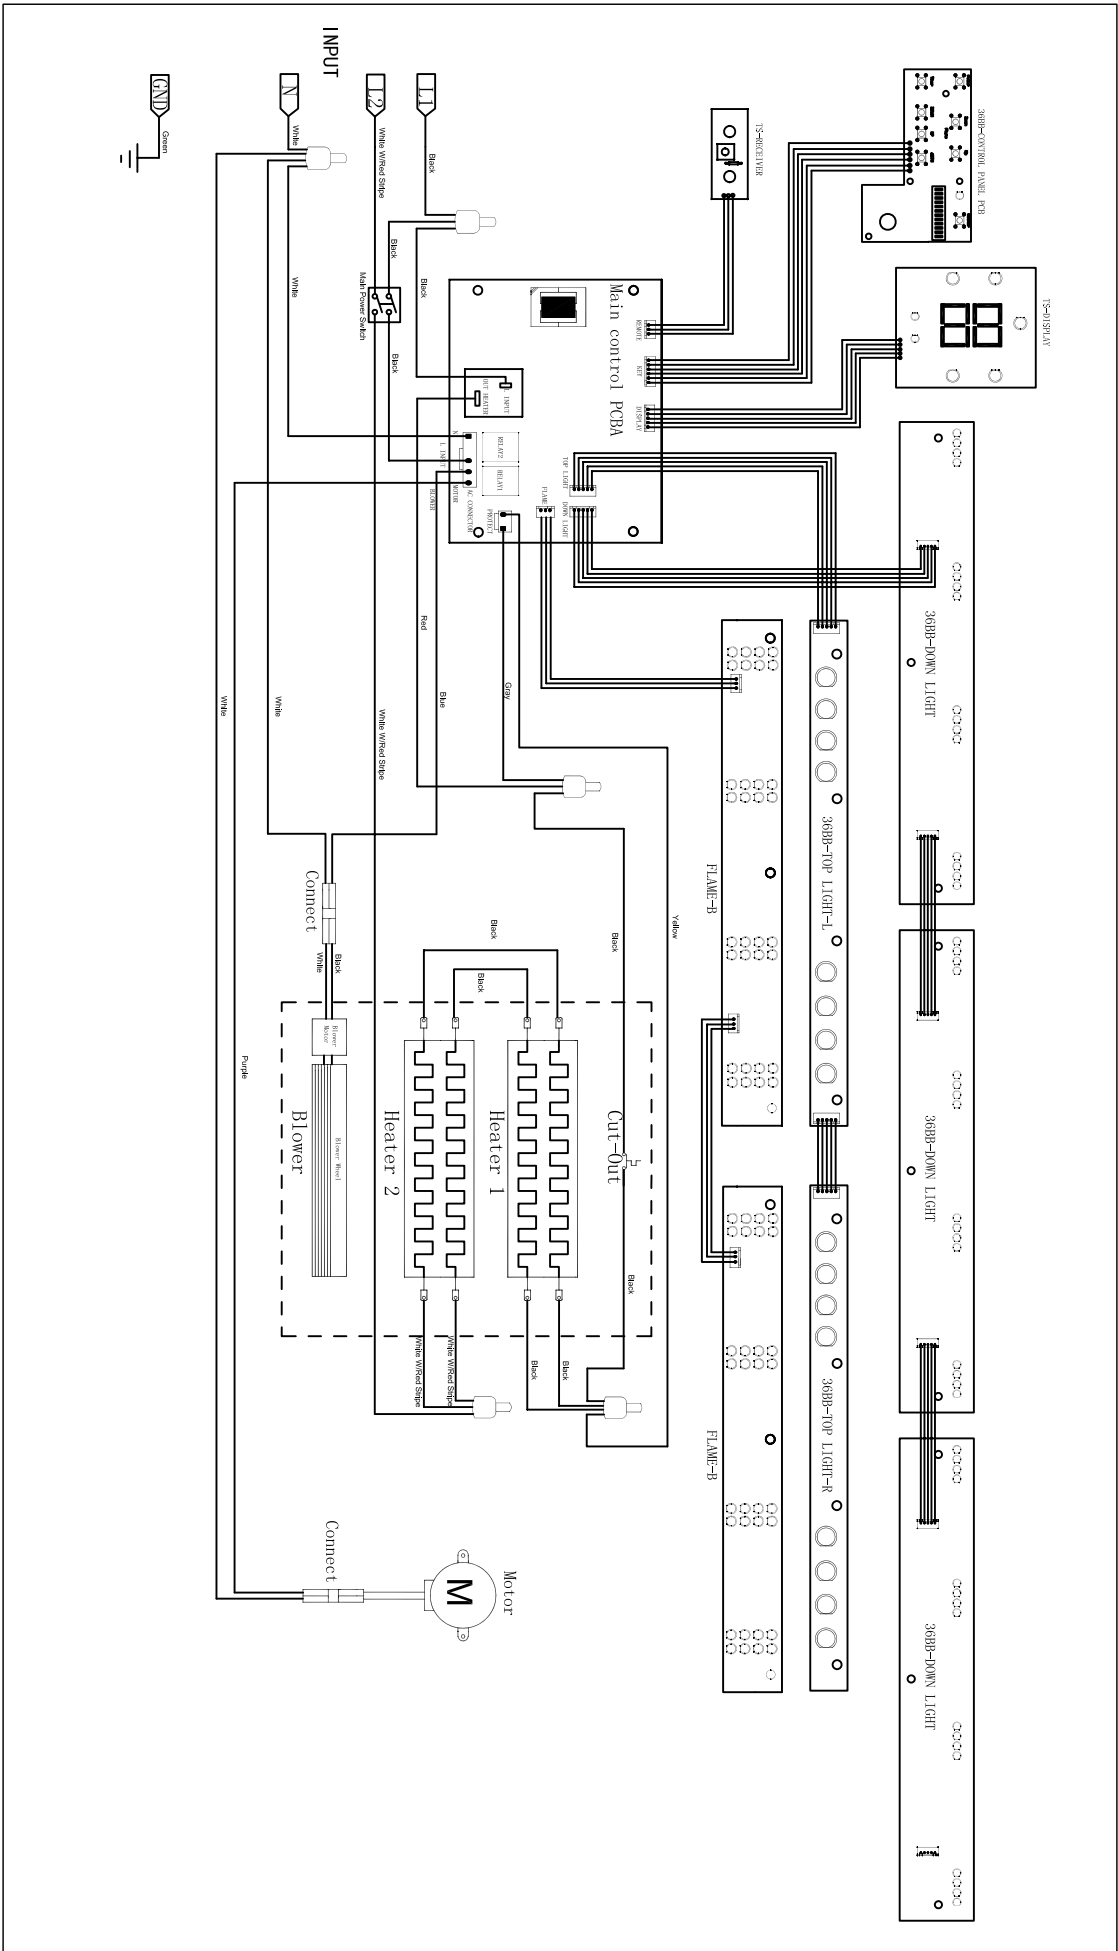 INPUT
GND
Green
N
White
L2
White W/Red Stripe
L1
Black
Black
Black
White
Main Power Switch
Black
TS-RECEIVER
36BB-CONTROL PANEL PCB
TS-DISPLAY
Main control PCBA
REMOTE
KEY
DISPLAY
L INPUT
OUT HEATER
RELAY2
RELAY1
N
L INPUT
BLOWER
MOTOR
AC CONNECTOR
PROTECT
TOP LIGHT
FLAME
DOWN LIGHT
36BB-DOWN LIGHT
36BB-DOWN LIGHT
36BB-DOWN LIGHT
36BB-TOP LIGHT-L
36BB-TOP LIGHT-R
FLAME-B
FLAME-B
Red
Gray
Blue
White W/Red Stripe
White
White
Yellow
Black
Black
Black
Connect
Black
White
Blower
Motor
Blower Wheel
Blower
Heater 2
Heater 1
Cut-Out
Black
Purple
White W/Red Stripe
White W/Red Stripe
Black
Black
Connect
Motor
M